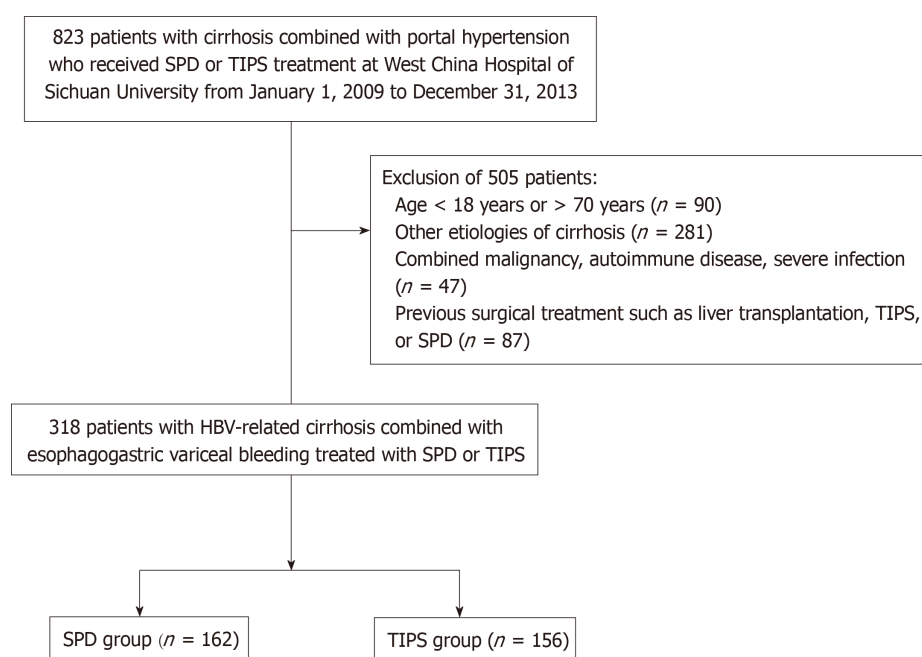 823 patients with cirrhosis combined with portal hypertension
who received SPD or TIPS treatment at West China Hospital of
Sichuan University from January 1, 2009 to December 31, 2013
Exclusion of 505 patients:
Age < 18 years or > 70 years (n = 90)
Other etiologies of cirrhosis (n = 281)
Combined malignancy, autoimmune disease, severe infection
(n = 47)
Previous surgical treatment such as liver transplantation, TIPS,
or SPD (n = 87)
318 patients with HBV-related cirrhosis combined with
esophagogastric variceal bleeding treated with SPD or TIPS
SPD group (n = 162)
TIPS group (n = 156)